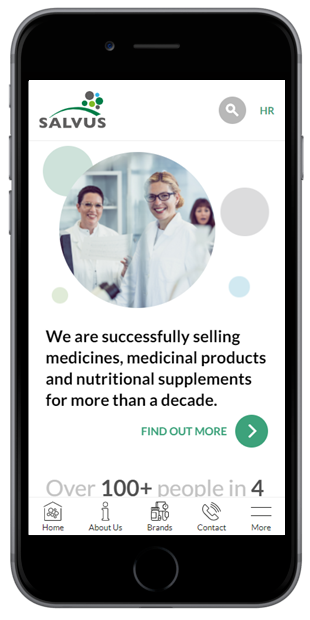 SALVUS
HR
We are successfully selling
medicines, medicinal products
and nutritional supplements
for more than a decade.
FIND OUT MORE
Over 100+ people in 4
Home
About Us
Brands
Contact
More